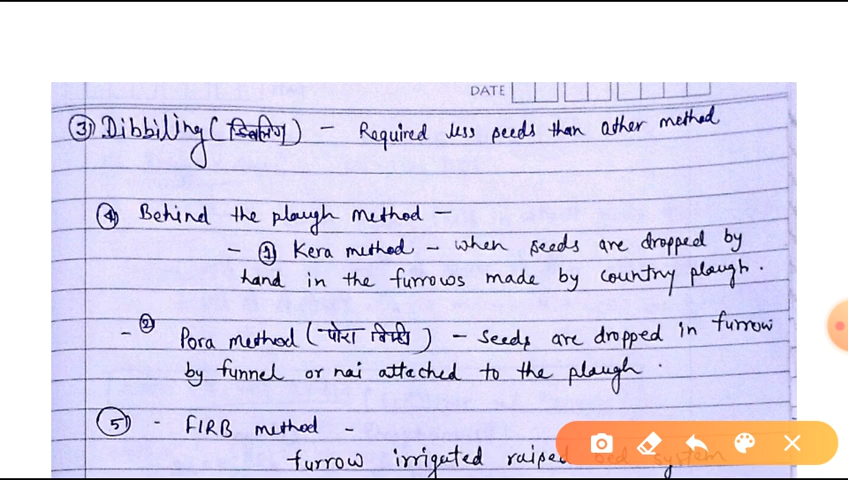 DATE
③ Dibbiling (डिबलिंग) - Required less seeds than other method
④ Behind the plough method -
- ① Kera method - when seeds are dropped by
hand in the furrows made by country plough.
- ② Pora method (पोरा विधी) - seeds are dropped in furrow
by funnel or nai attached to the plough.
⑤ - FIRB method -
furrow irrigated raised bed system